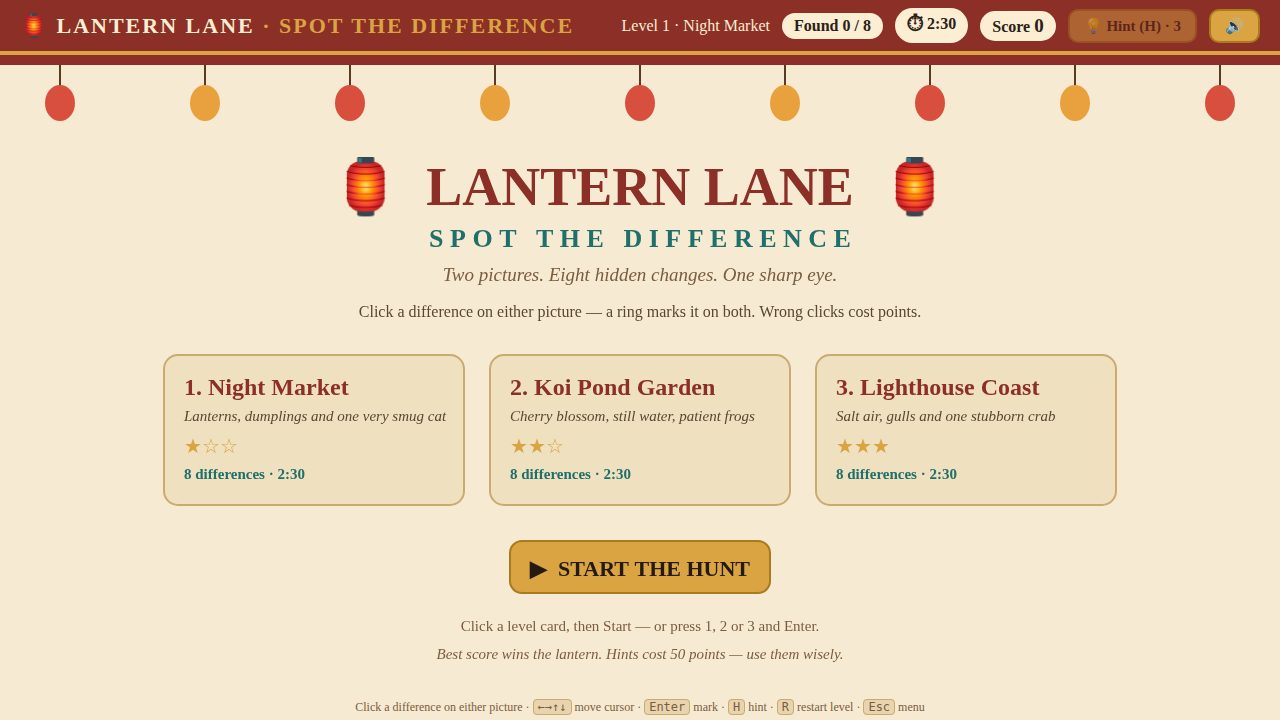 🏮 LANTERN LANE · SPOT THE DIFFERENCE Level 1 · Night Market Found 0 / 8 ⏱ 2:30 Score 0 💡 Hint (H) · 3 🔊
🏮 LANTERN LANE 🏮
SPOT THE DIFFERENCE
Two pictures. Eight hidden changes. One sharp eye.
Click a difference on either picture — a ring marks it on both. Wrong clicks cost points.
1. Night Market
Lanterns, dumplings and one very smug cat
★☆☆
8 differences · 2:30
2. Koi Pond Garden
Cherry blossom, still water, patient frogs
★★☆
8 differences · 2:30
3. Lighthouse Coast
Salt air, gulls and one stubborn crab
★★★
8 differences · 2:30
▶ START THE HUNT
Click a level card, then Start — or press 1, 2 or 3 and Enter.
Best score wins the lantern. Hints cost 50 points — use them wisely.
Click a difference on either picture · ←→↑↓ move cursor · Enter mark · H hint · R restart level · Esc menu